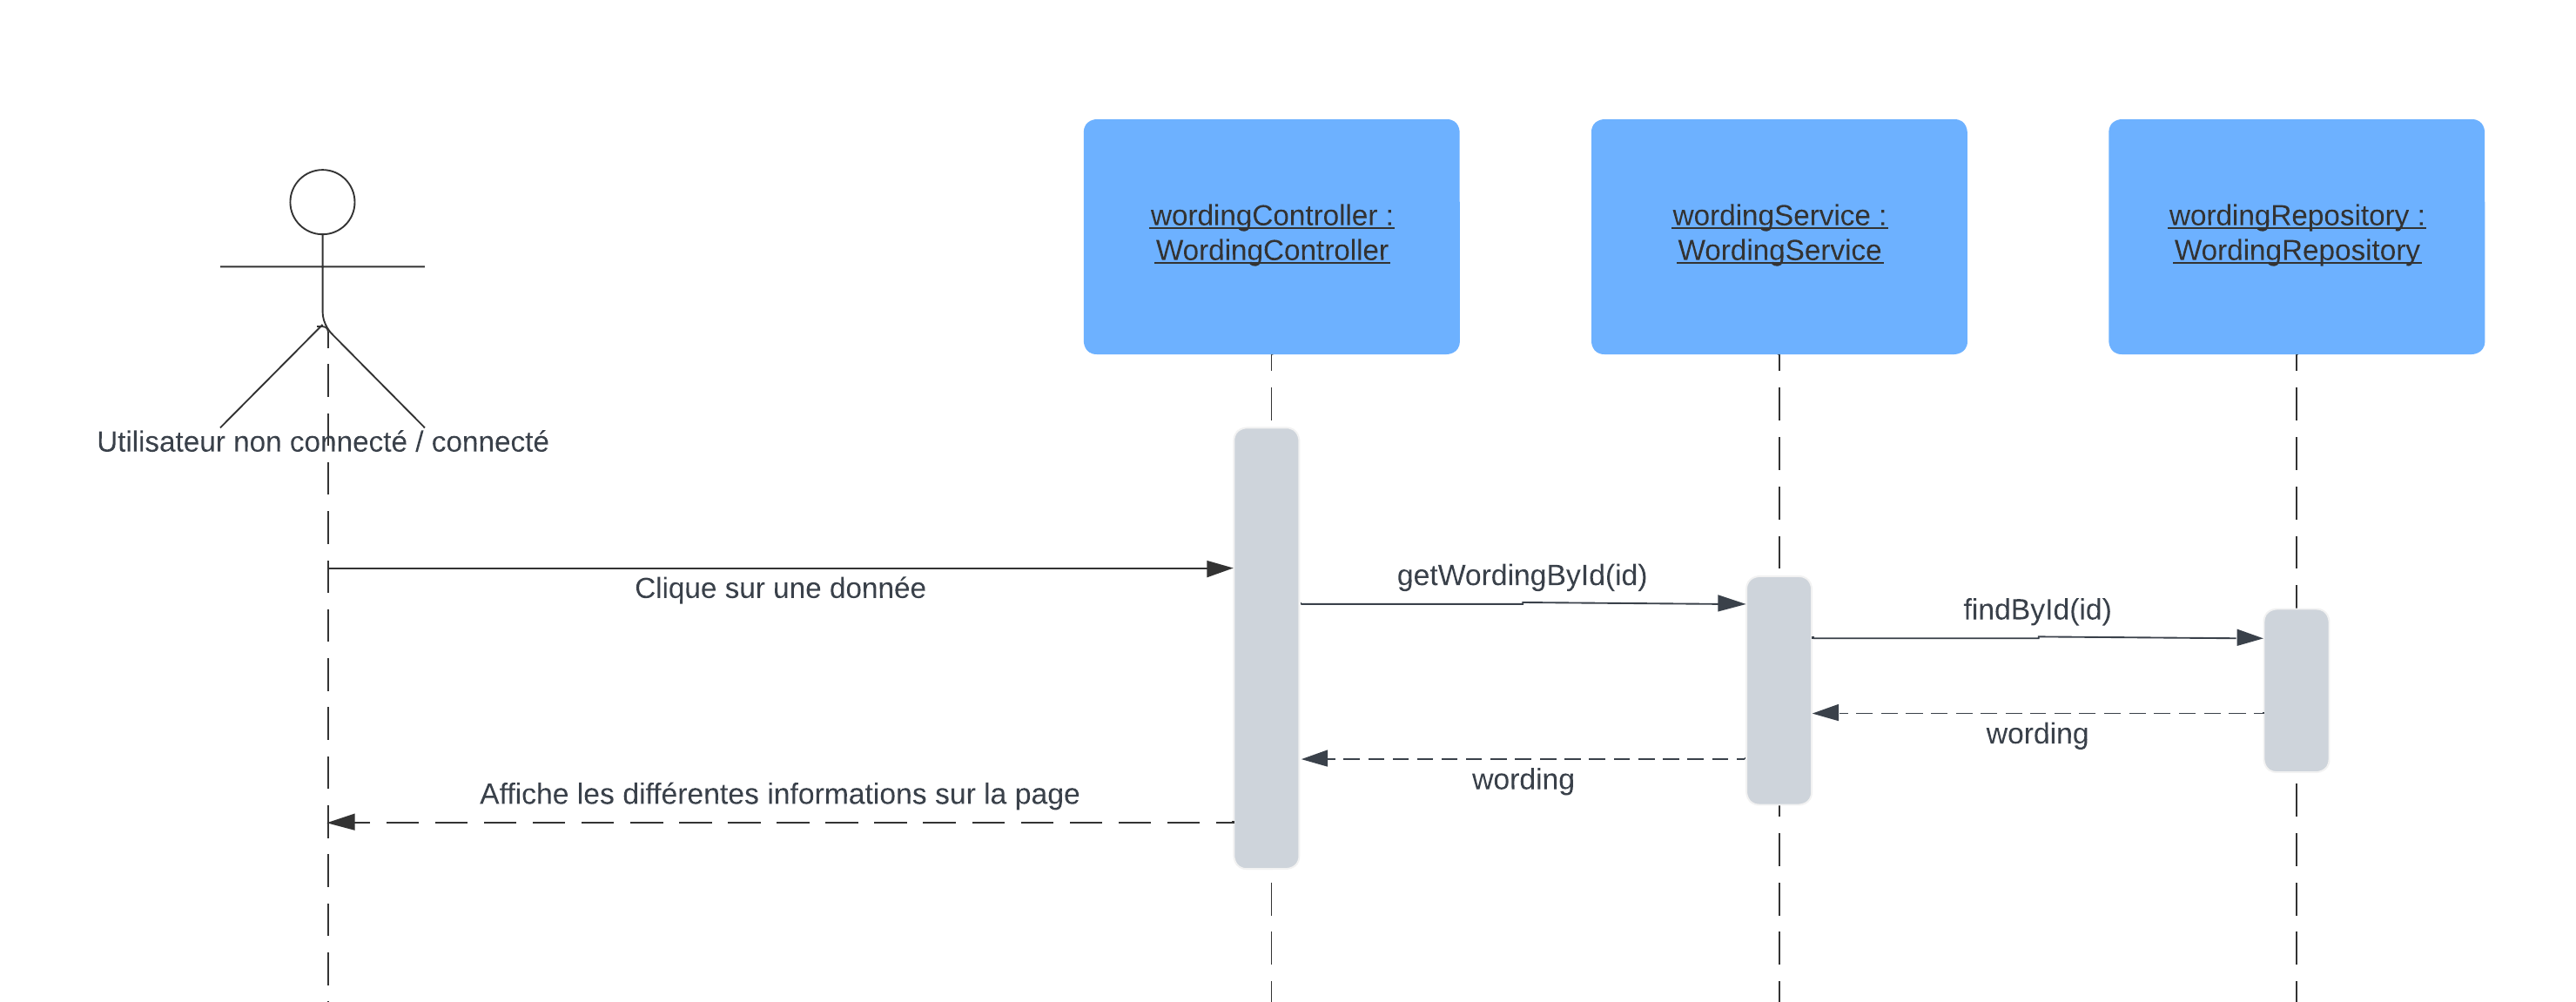 wordingController :
WordingController
wordingService :
WordingService
wordingRepository :
WordingRepository
Utilisateur non connecté / connecté
Clique sur une donnée
getWordingById(id)
findById(id)
wording
wording
Affiche les différentes informations sur la page